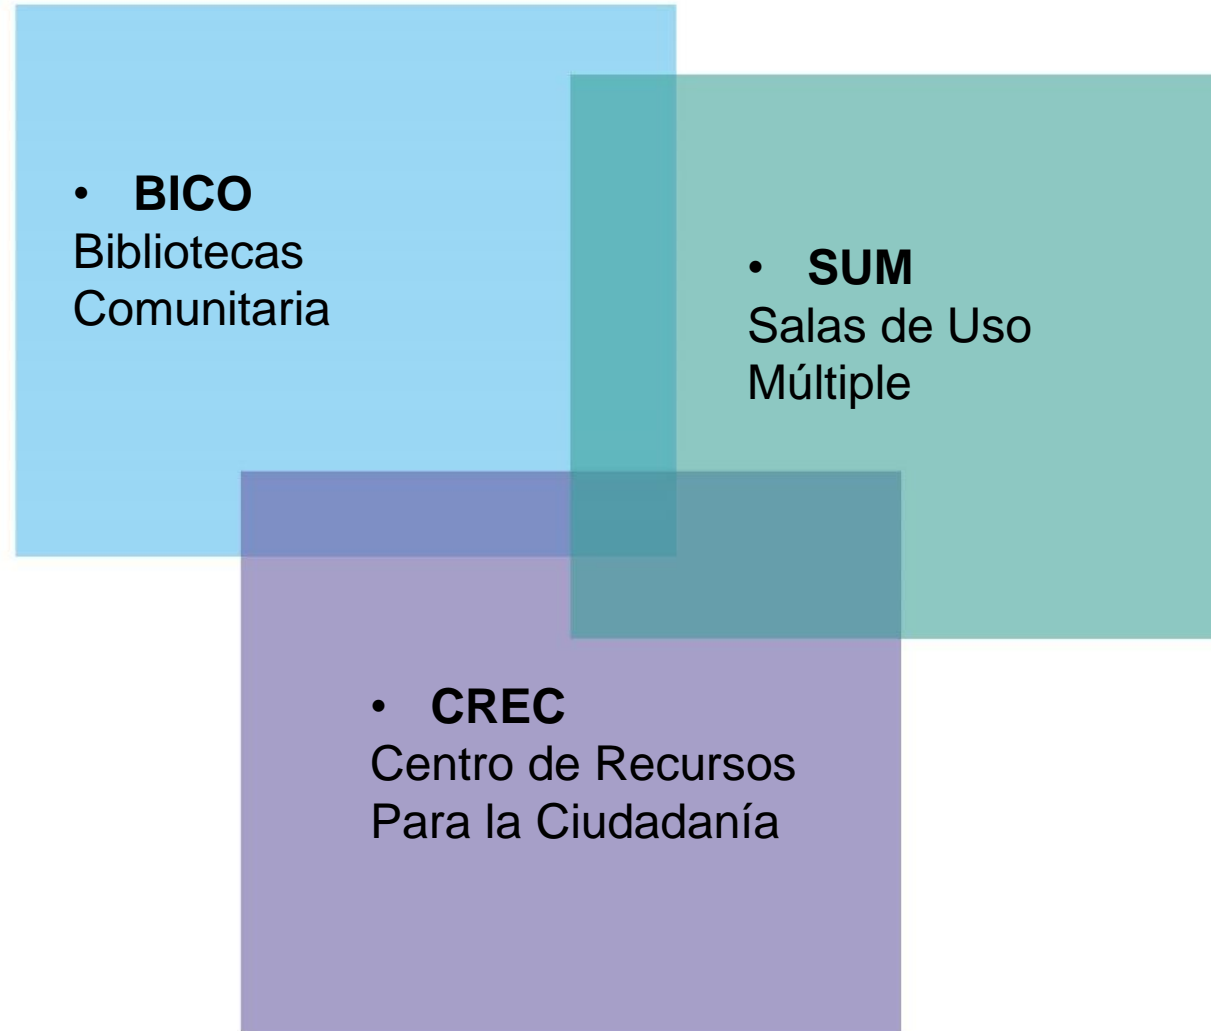 • BICO
Bibliotecas
Comunitaria
• SUM
Salas de Uso
Múltiple
• CREC
Centro de Recursos
Para la Ciudadanía